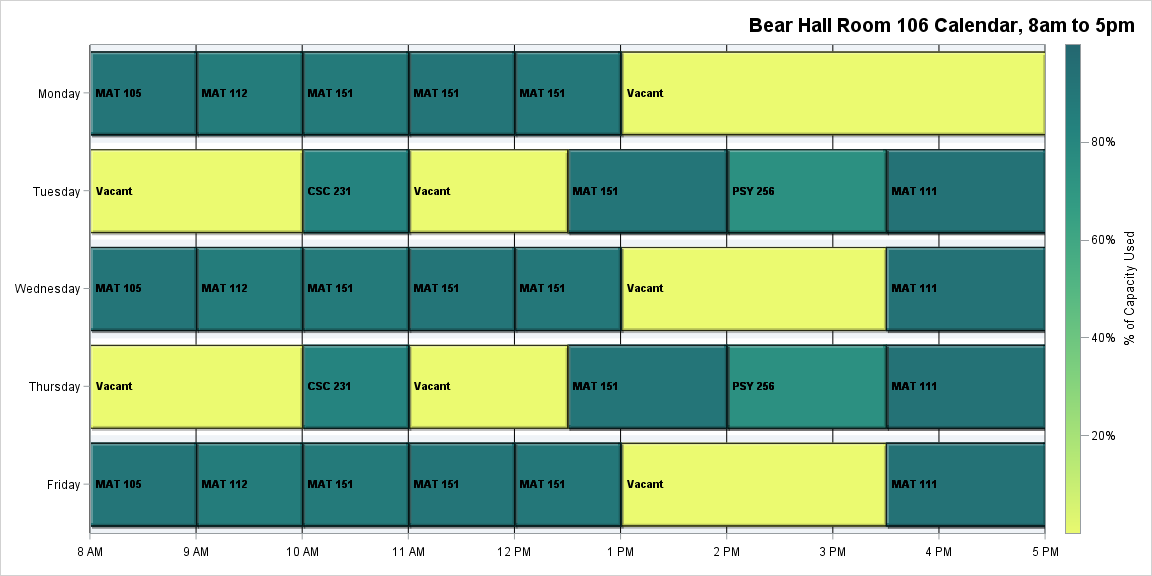 Bear Hall Room 106 Calendar, 8am to 5pm
Monday
MAT 105
MAT 112
MAT 151
MAT 151
MAT 151
Vacant
Tuesday
Vacant
CSC 231
Vacant
MAT 151
PSY 256
MAT 111
Wednesday
MAT 105
MAT 112
MAT 151
MAT 151
MAT 151
Vacant
MAT 111
Thursday
Vacant
CSC 231
Vacant
MAT 151
PSY 256
MAT 111
Friday
MAT 105
MAT 112
MAT 151
MAT 151
MAT 151
Vacant
MAT 111
8 AM
9 AM
10 AM
11 AM
12 PM
1 PM
2 PM
3 PM
4 PM
5 PM
80%
60%
40%
20%
% of Capacity Used